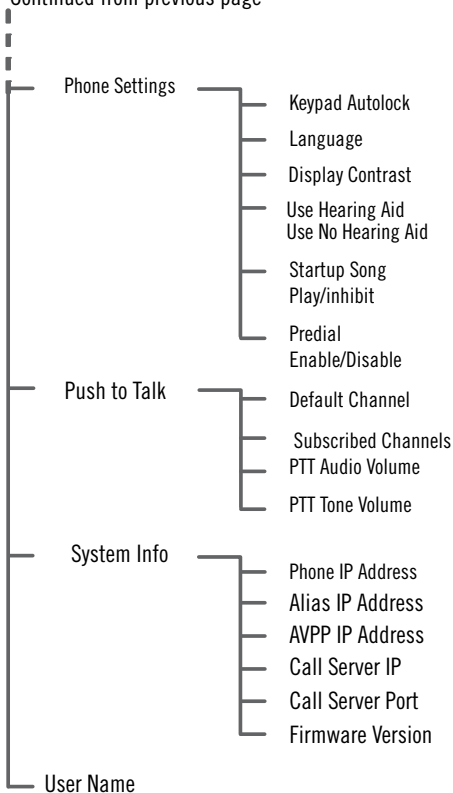 Continued from previous page
Phone Settings
Keypad Autolock
Language
Display Contrast
Use Hearing Aid
Use No Hearing Aid
Startup Song
Play/inhibit
Predial
Enable/Disable
Push to Talk
Default Channel
Subscribed Channels
PTT Audio Volume
PTT Tone Volume
System Info
Phone IP Address
Alias IP Address
AVPP IP Address
Call Server IP
Call Server Port
Firmware Version
User Name